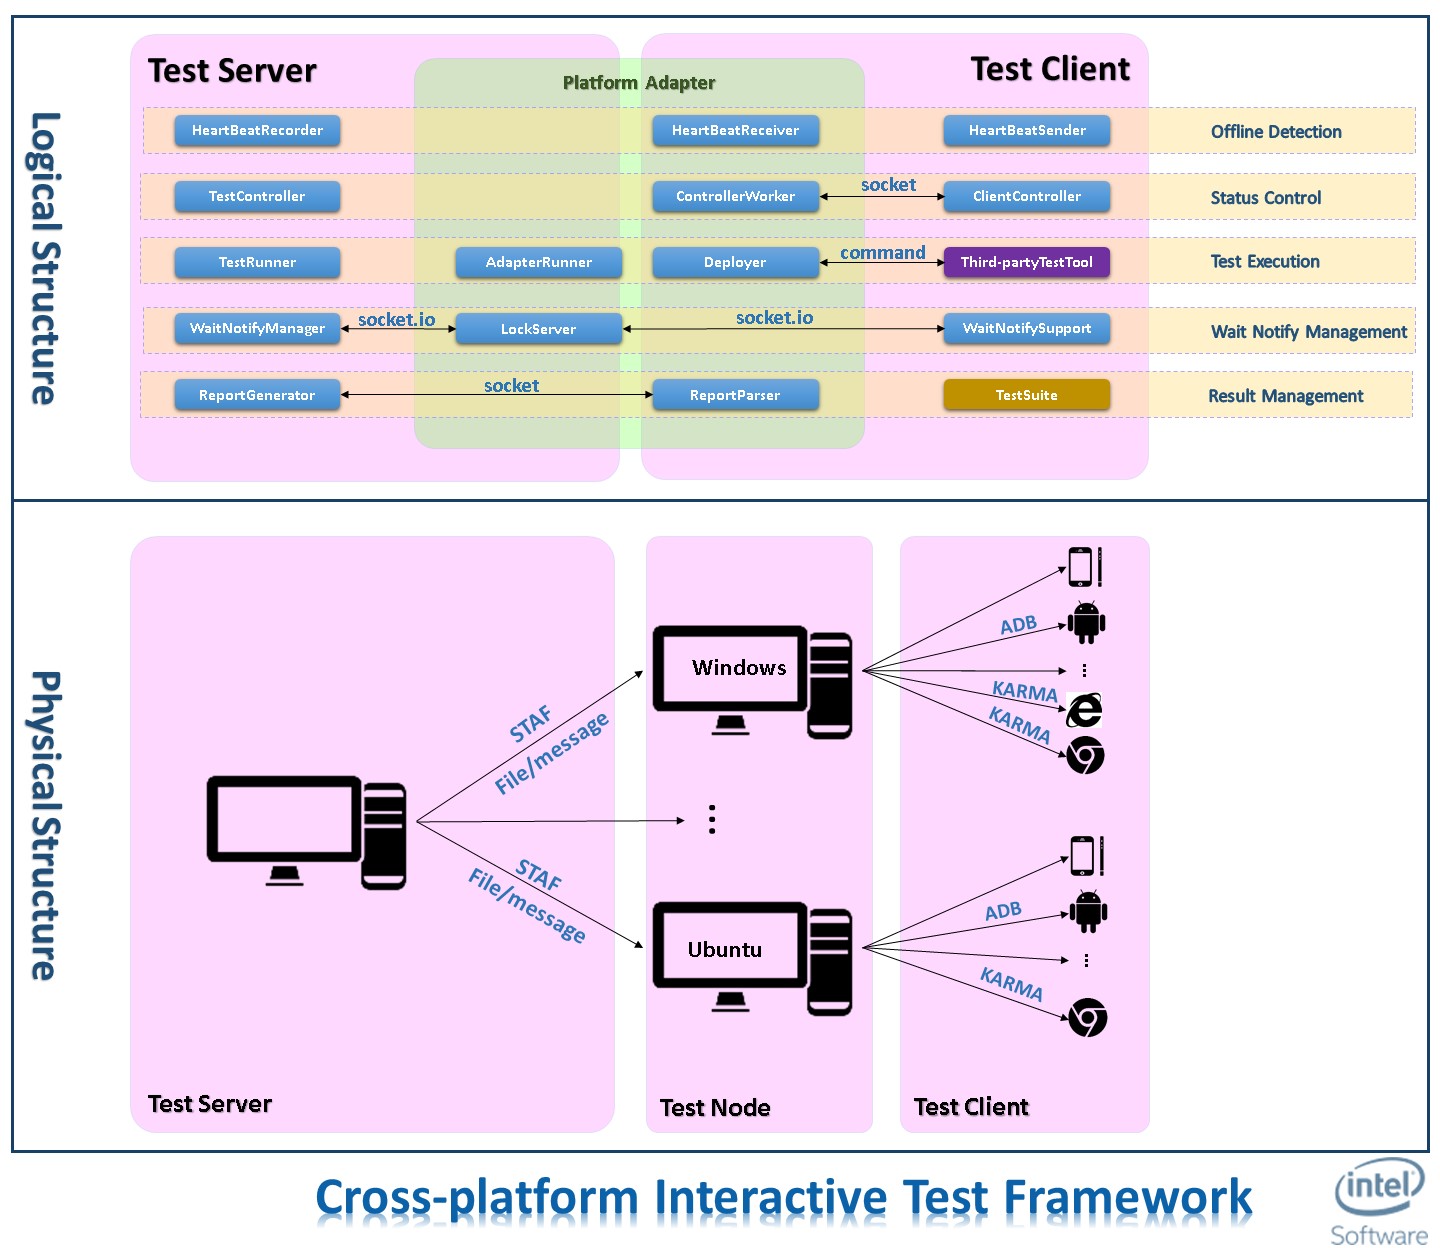 Logical Structure
Test Server
Test Client
Platform Adapter
HeartBeatRecorder
HeartBeatReceiver
HeartBeatSender
Offline Detection
TestController
ControllerWorker
socket
ClientController
Status Control
TestRunner
AdapterRunner
Deployer
command
Third-partyTestTool
Test Execution
WaitNotifyManager
socket.io
LockServer
socket.io
WaitNotifySupport
Wait Notify Management
ReportGenerator
socket
ReportParser
TestSuite
Result Management
Physical Structure
STAF
File/message
STAF
File/message
Test Server
Windows
Ubuntu
Test Node
ADB
KARMA
KARMA
ADB
KARMA
Test Client
Cross-platform Interactive Test Framework
intel
Software